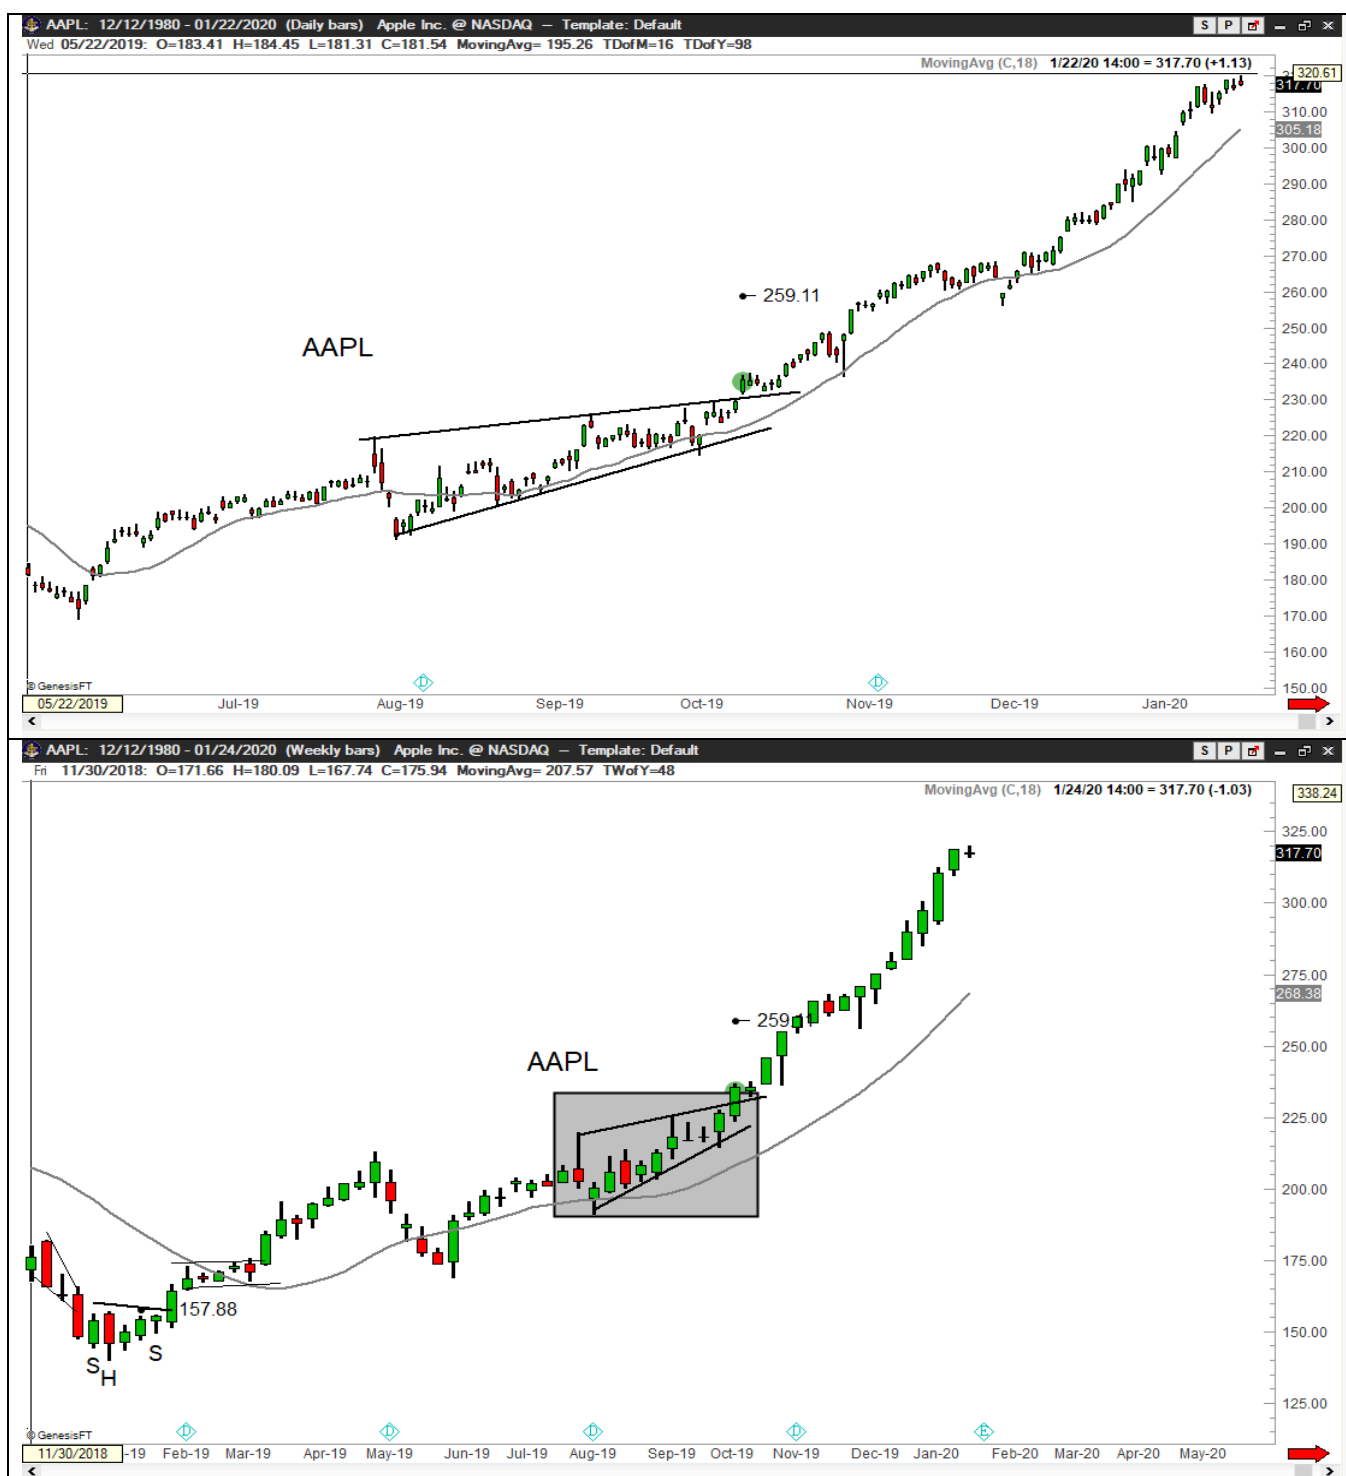 AAPL: 12/12/1980 - 01/22/2020 (Daily bars) Apple Inc. @ NASDAQ — Template: Default S P
Wed 05/22/2019: O=183.41 H=184.45 L=181.31 C=181.54 MovingAvg= 195.26 TDofM=16 TDofY=98
MovingAvg (C,18) 1/22/20 14:00 = 317.70 (+1.13)
320.61
317.70
310.00
305.18
300.00
290.00
280.00
270.00
260.00
259.11
250.00
AAPL
240.00
230.00
220.00
210.00
200.00
190.00
180.00
170.00
160.00
150.00
D D
© GenesisFT
05/22/2019 Jul-19 Aug-19 Sep-19 Oct-19 Nov-19 Dec-19 Jan-20
AAPL: 12/12/1980 - 01/24/2020 (Weekly bars) Apple Inc. @ NASDAQ — Template: Default S P
Fri 11/30/2018: O=171.66 H=180.09 L=167.74 C=175.94 MovingAvg= 207.57 TWofY=48
MovingAvg (C,18) 1/24/20 14:00 = 317.70 (-1.03)
338.24
325.00
317.70
300.00
275.00
268.38
259.11
250.00
AAPL
225.00
200.00
175.00
157.88
150.00
S H S
125.00
D D D D E
© GenesisFT
11/30/2018 -19 Feb-19 Mar-19 Apr-19 May-19 Jun-19 Jul-19 Aug-19 Sep-19 Oct-19 Nov-19 Dec-19 Jan-20 Feb-20 Mar-20 Apr-20 May-20